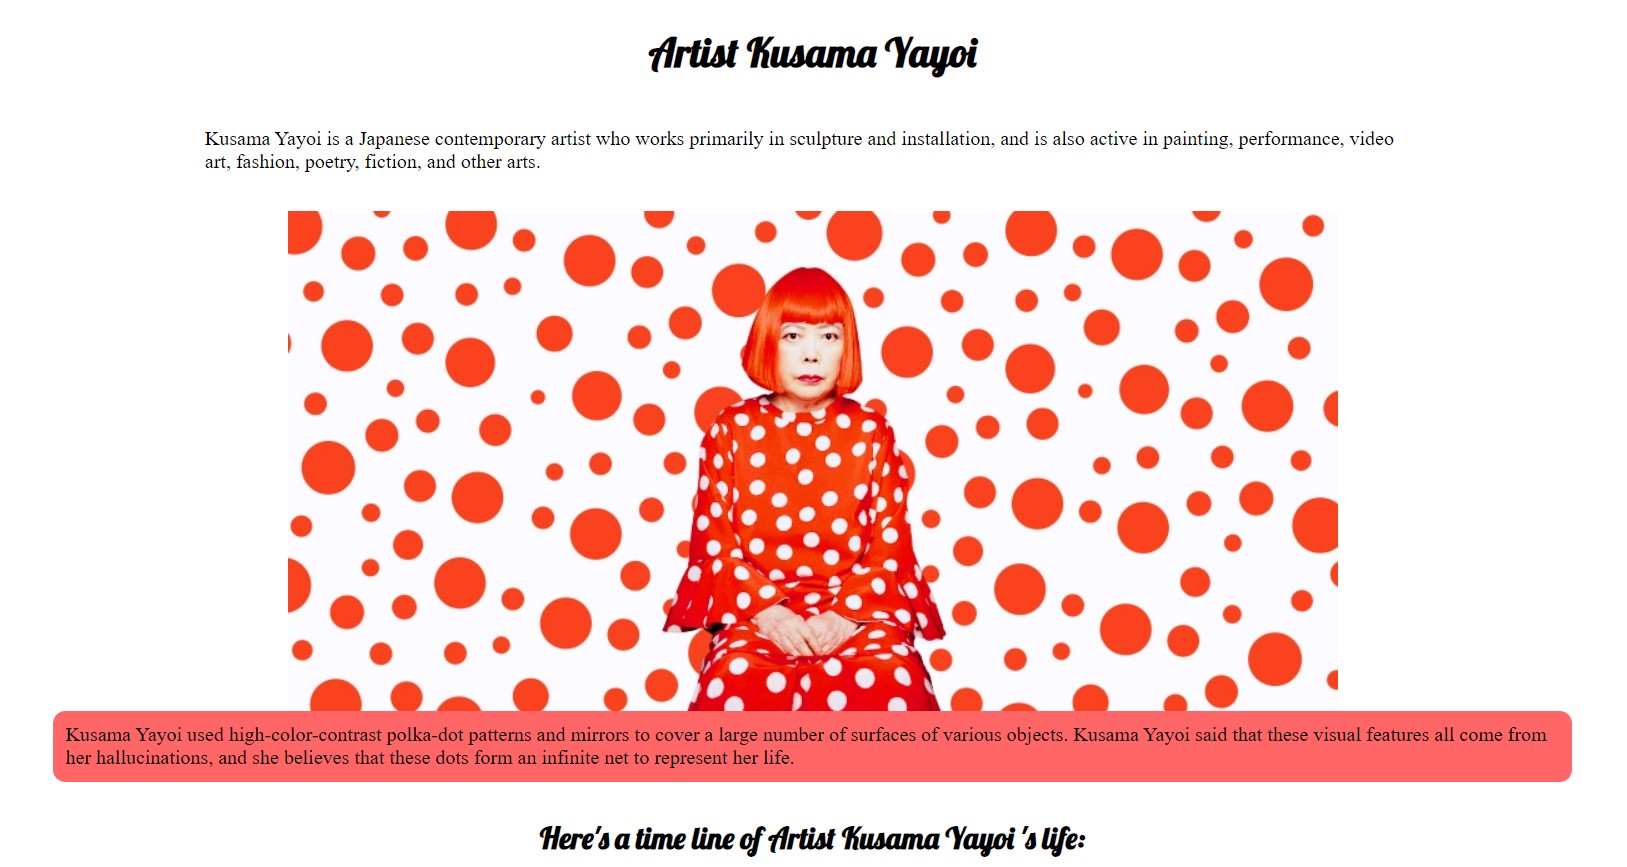 Artist Kusama Yayoi
Kusama Yayoi is a Japanese contemporary artist who works primarily in sculpture and installation, and is also active in painting, performance, video
art, fashion, poetry, fiction, and other arts.
Kusama Yayoi used high-color-contrast polka-dot patterns and mirrors to cover a large number of surfaces of various objects. Kusama Yayoi said that these visual features all come from
her hallucinations, and she believes that these dots form an infinite net to represent her life.
Here's a time line of Artist Kusama Yayoi 's life: